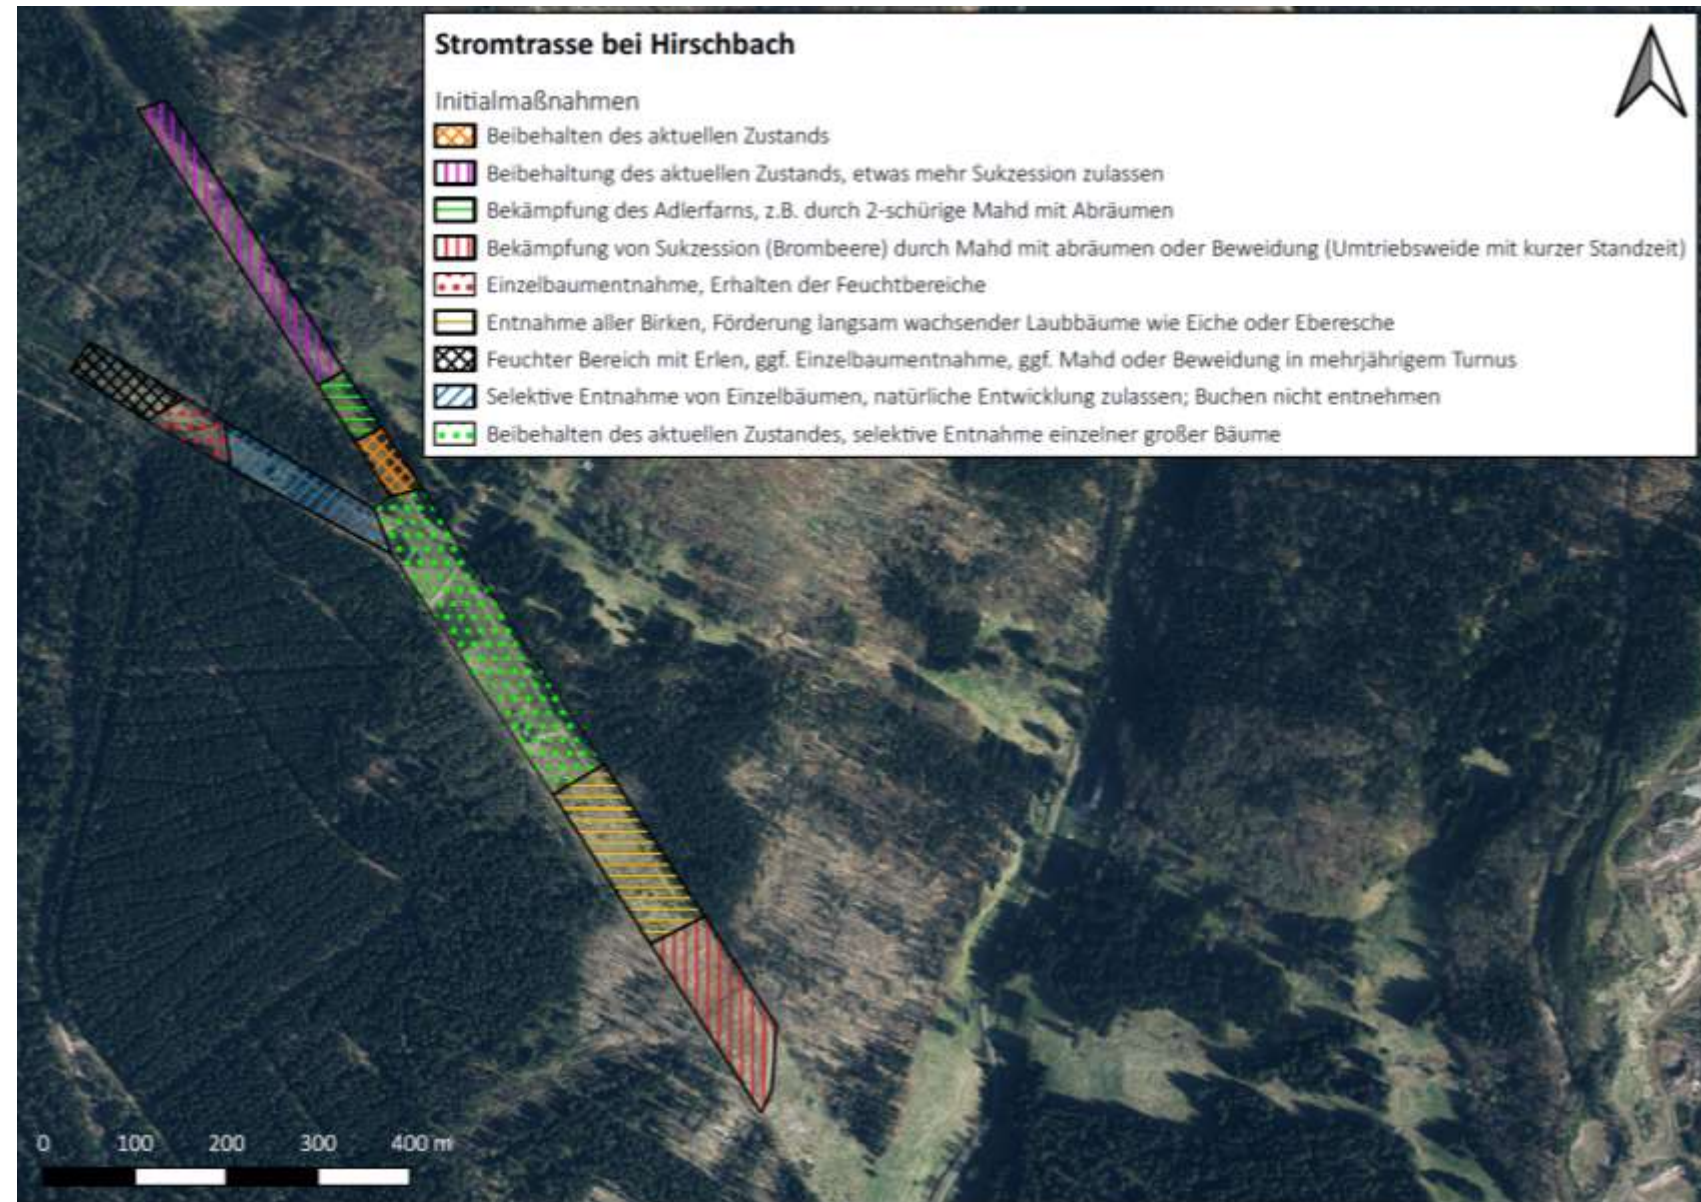 Stromtrasse bei Hirschbach
Initialmaßnahmen
Beibehalten des aktuellen Zustands
Beibehaltung des aktuellen Zustands, etwas mehr Sukzession zulassen
Bekämpfung des Adlerfarns, z.B. durch 2-schürige Mahd mit Abräumen
Bekämpfung von Sukzession (Brombeere) durch Mahd mit abräumen oder Beweidung (Umtriebsweide mit kurzer Standzeit)
Einzelbaumentnahme, Erhalten der Feuchtbereiche
Entnahme aller Birken, Förderung langsam wachsender Laubbäume wie Eiche oder Eberesche
Feuchter Bereich mit Erlen, ggf. Einzelbaumentnahme, ggf. Mahd oder Beweidung in mehrjährigem Turnus
Selektive Entnahme von Einzelbäumen, natürliche Entwicklung zulassen; Buchen nicht entnehmen
Beibehalten des aktuellen Zustandes, selektive Entnahme einzelner großer Bäume
0 100 200 300 400 m